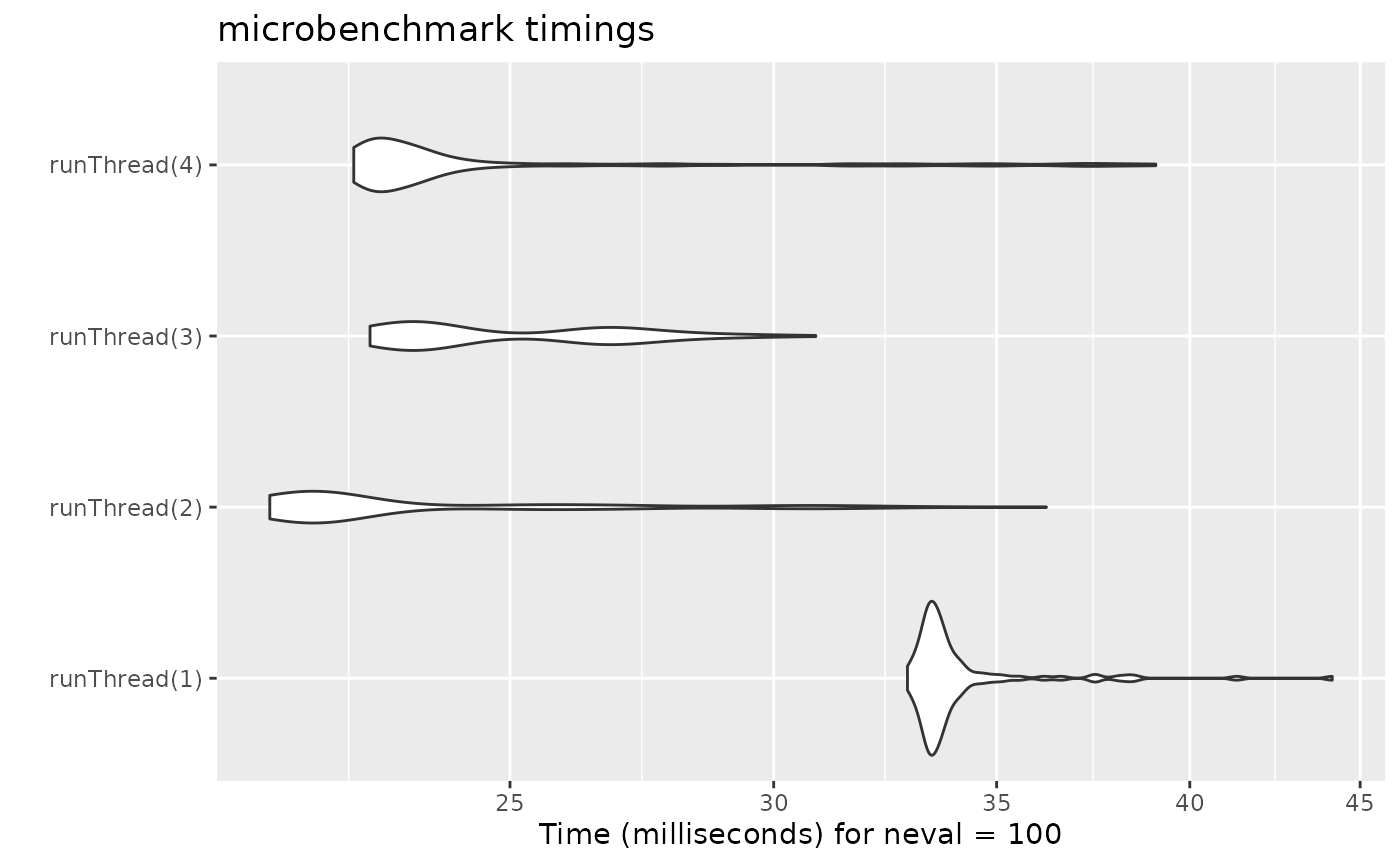 microbenchmark timings
runThread(4)
runThread(3)
runThread(2)
runThread(1)
25 30 35 40 45
Time (milliseconds) for neval = 100